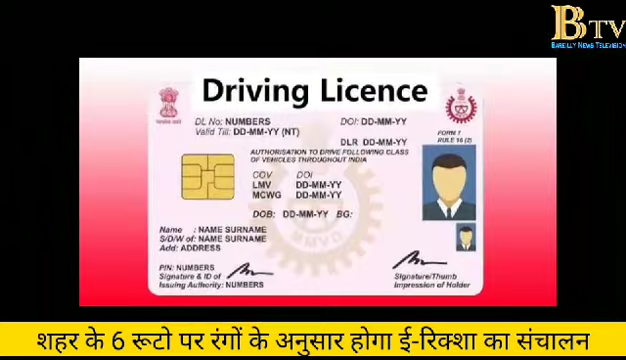 BTV
BAREILLY NEWS TELEVISION
Driving Licence
DL No: NUMBERS DOI: DD-MM-YY
Valid Till: DD-MM-YY (NT)
DLR DD-MM-YY
FORM 7
RULE 16 (2)
AUTHORISATION TO DRIVE FOLLOWING CLASS
OF VEHICLES THROUGHOUT INDIA
COV DOI
LMV DD-MM-YY
MCWG DD-MM-YY
DOB: DD-MM-YY BG:
Name : NAME SURNAME
S/D/W of: NAME SURNAME
Add: ADDRESS
PIN: NUMBERS
Signature & ID of
Issuing Authority: NUMBERS
Signature/Thumb
Impression of Holder
शहर के 6 रूटो पर रंगों के अनुसार होगा ई-रिक्शा का संचालन